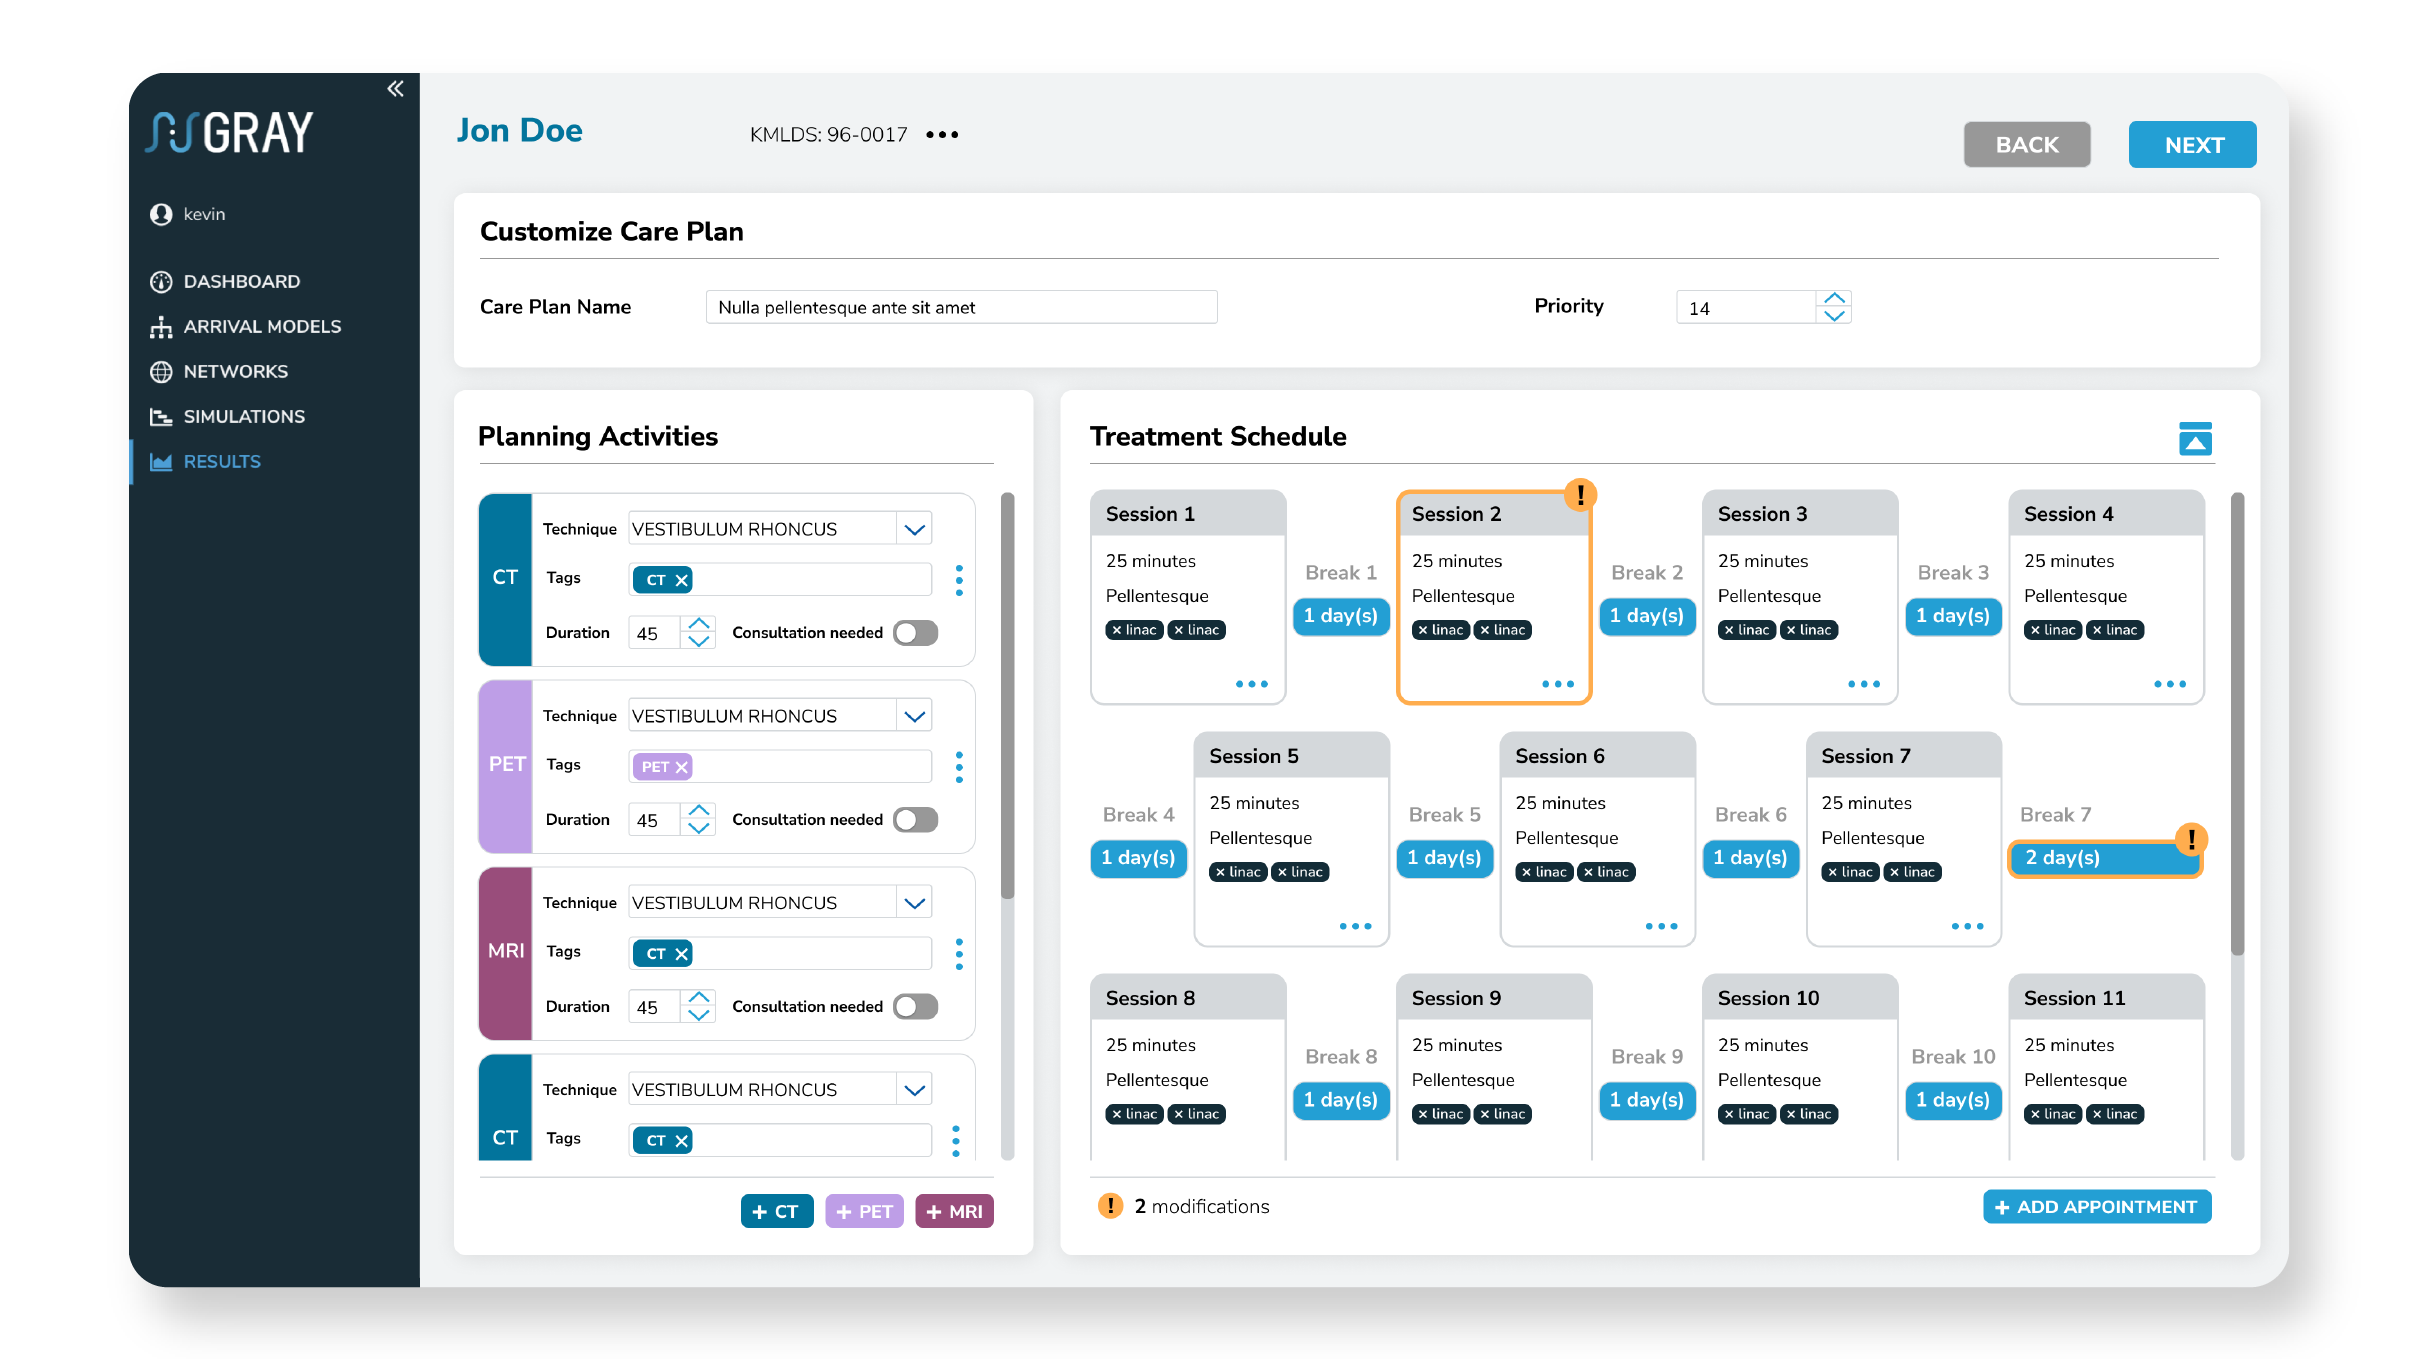 GRAY
kevin
DASHBOARD
ARRIVAL MODELS
NETWORKS
SIMULATIONS
RESULTS
Jon Doe
KMLDS: 96-0017
BACK
NEXT
Customize Care Plan
Care Plan Name
Nulla pellentesque ante sit amet
Priority
14
Planning Activities
CT
Technique
VESTIBULUM RHONCUS
Tags
CT
Duration
45
Consultation needed
PET
Technique
VESTIBULUM RHONCUS
Tags
PET
Duration
45
Consultation needed
MRI
Technique
VESTIBULUM RHONCUS
Tags
CT
Duration
45
Consultation needed
CT
Technique
VESTIBULUM RHONCUS
Tags
CT
+ CT
+ PET
+ MRI
Treatment Schedule
Session 1
25 minutes
Pellentesque
× linac × linac
Break 1
1 day(s)
!
Session 2
25 minutes
Pellentesque
× linac × linac
Break 2
1 day(s)
Session 3
25 minutes
Pellentesque
× linac × linac
Break 3
1 day(s)
Session 4
25 minutes
Pellentesque
× linac × linac
Break 4
1 day(s)
Session 5
25 minutes
Pellentesque
× linac × linac
Break 5
1 day(s)
Session 6
25 minutes
Pellentesque
× linac × linac
Break 6
1 day(s)
Session 7
25 minutes
Pellentesque
× linac × linac
Break 7
!
2 day(s)
Session 8
25 minutes
Pellentesque
× linac × linac
Break 8
1 day(s)
Session 9
25 minutes
Pellentesque
× linac × linac
Break 9
1 day(s)
Session 10
25 minutes
Pellentesque
× linac × linac
Break 10
1 day(s)
Session 11
25 minutes
Pellentesque
× linac × linac
! 2 modifications
+ ADD APPOINTMENT